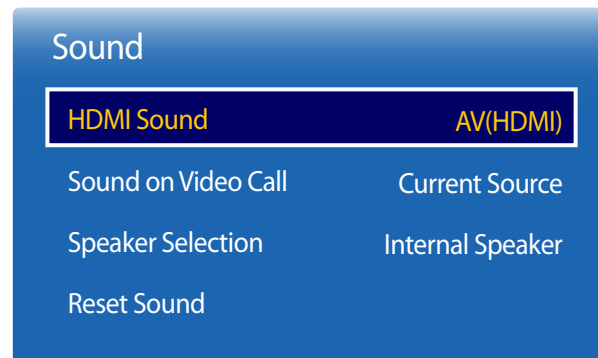 Sound
HDMI Sound AV(HDMI)
Sound on Video Call Current Source
Speaker Selection Internal Speaker
Reset Sound